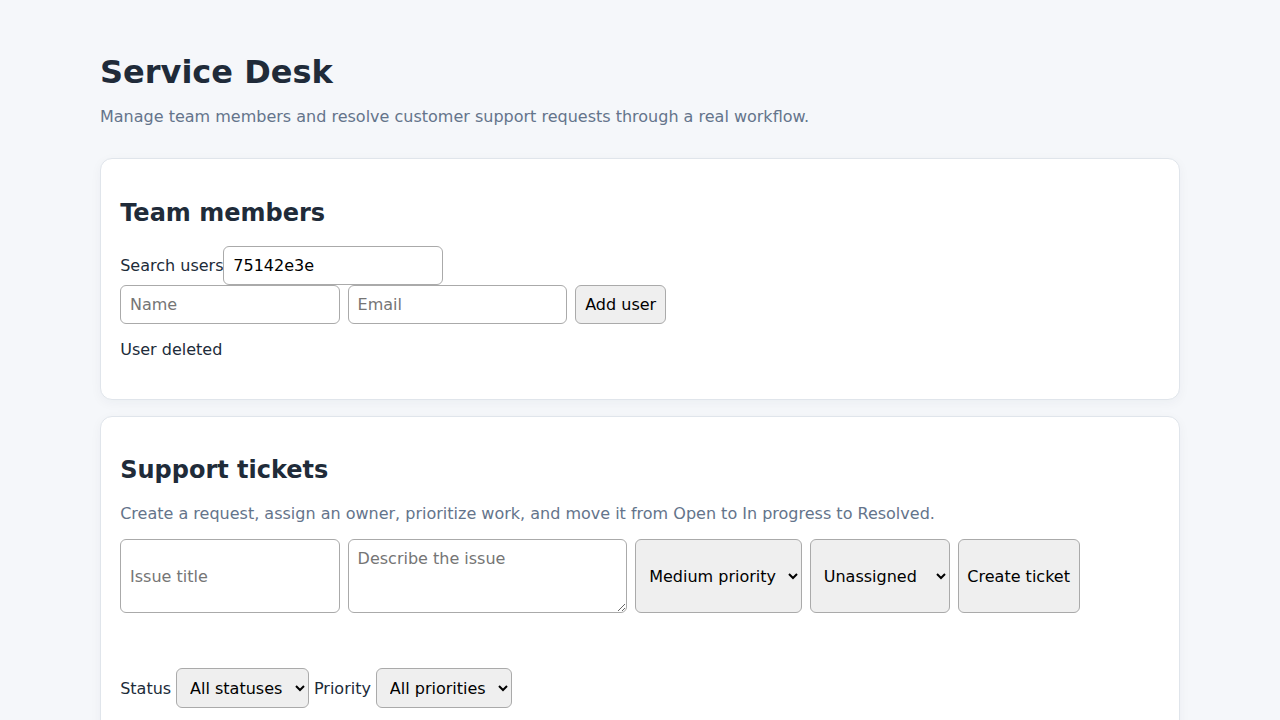 Service Desk
Manage team members and resolve customer support requests through a real workflow.
Team members
Search users 75142e3e
Name Email Add user
User deleted
Support tickets
Create a request, assign an owner, prioritize work, and move it from Open to In progress to Resolved.
Issue title Describe the issue Medium priority Unassigned Create ticket
Status All statuses Priority All priorities